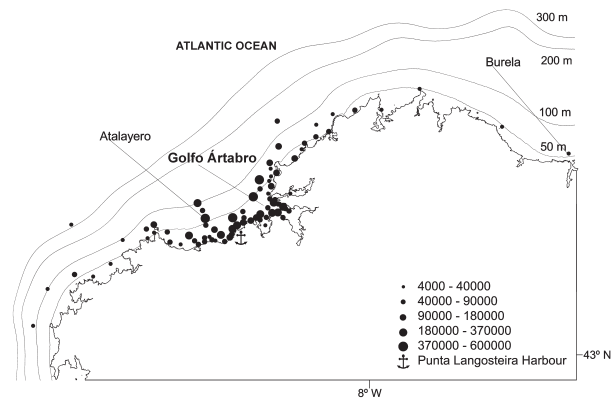 300 m
ATLANTIC OCEAN
200 m
Burela
100 m
Atalayero
50 m
Golfo Ártabro
4000 - 40000
40000 - 90000
90000 - 180000
180000 - 370000
370000 - 600000
Punta Langosteira Harbour
43º N
8º W